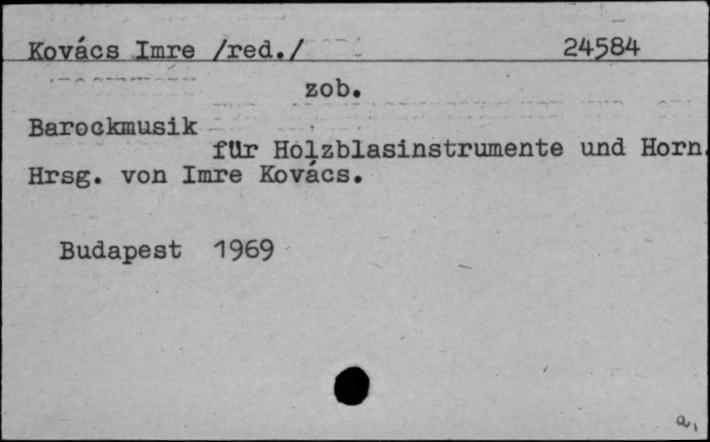 Kovács Imre /red./ 24584
zob.
Barockmusik
für Holzblasinstrumente und Horn.
Hrsg. von Imre Kovács.
Budapest 1969
a,